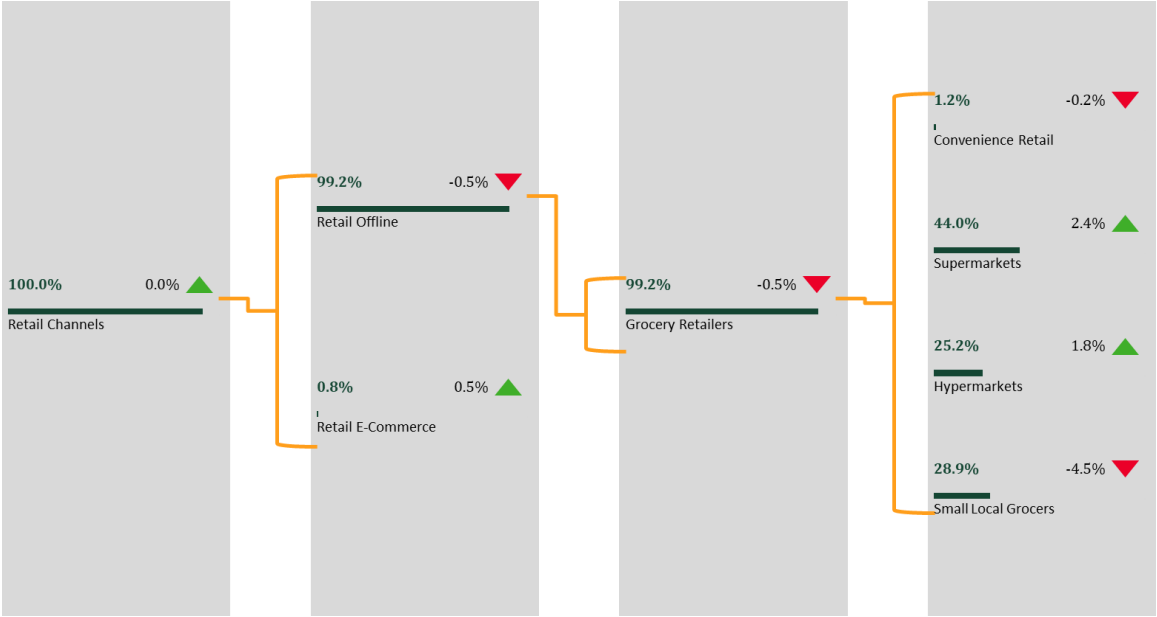 100.0% 0.0%
Retail Channels
99.2% -0.5%
Retail Offline
0.8% 0.5%
Retail E-Commerce
99.2% -0.5%
Grocery Retailers
1.2% -0.2%
Convenience Retail
44.0% 2.4%
Supermarkets
25.2% 1.8%
Hypermarkets
28.9% -4.5%
Small Local Grocers